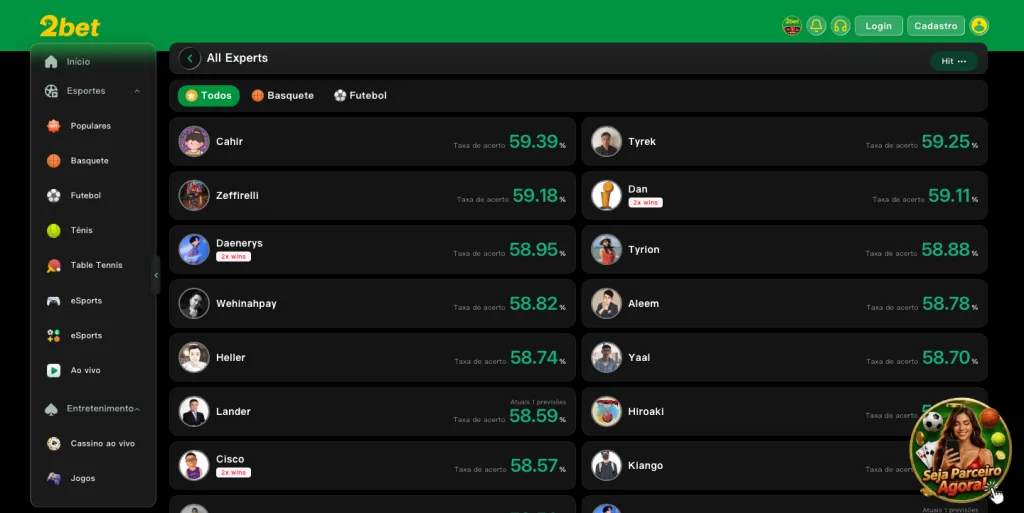 2bet
2bet
Login
Cadastro
Início
Esportes
Populares
Basquete
Futebol
Tênis
Table Tennis
eSports
eSports
Ao vivo
Entretenimento
Cassino ao vivo
Jogos
All Experts
Hit ···
Todos
Basquete
Futebol
Cahir
Taxa de acerto 59.39%
Tyrek
Taxa de acerto 59.25%
Zeffirelli
Taxa de acerto 59.18%
Dan
2x wins
Taxa de acerto 59.11%
Daenerys
2x wins
Taxa de acerto 58.95%
Tyrion
Taxa de acerto 58.88%
Wehinahpay
Taxa de acerto 58.82%
Aleem
Taxa de acerto 58.78%
Heller
Taxa de acerto 58.74%
Yaal
Taxa de acerto 58.70%
Lander
Atuais 1 previsões
Taxa de acerto 58.59%
Hiroaki
Taxa de acerto
Cisco
2x wins
Taxa de acerto 58.57%
Kiango
Taxa de acerto
Atuais 1 previsões
Seja Parceiro
Agora!